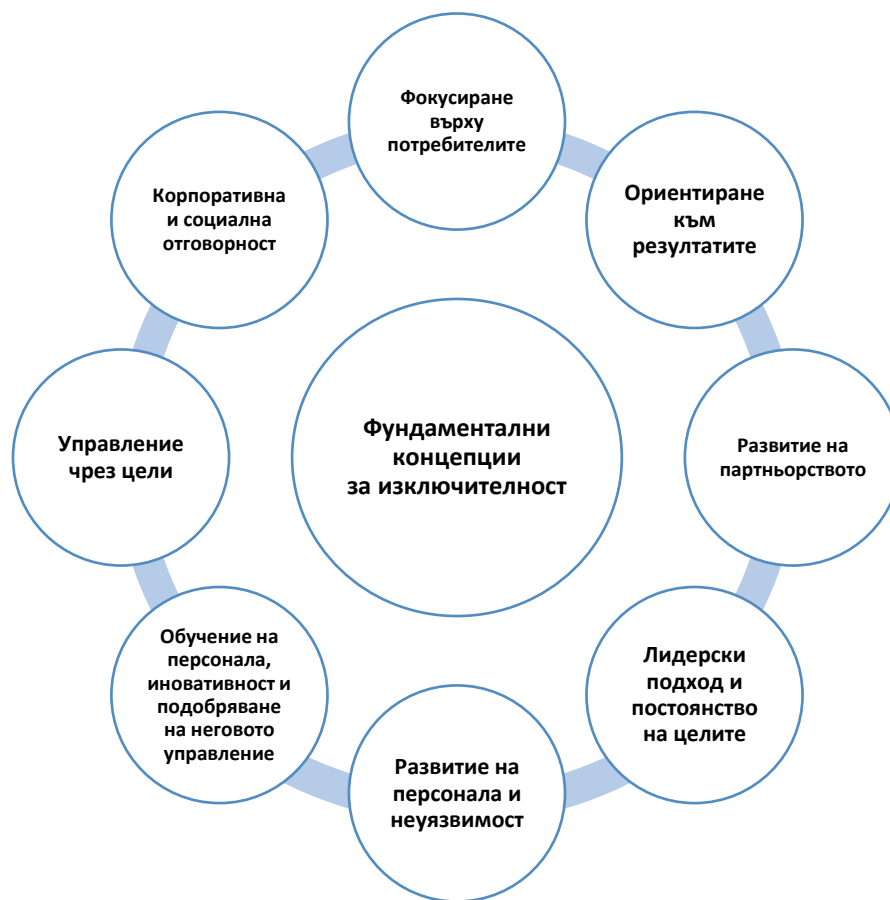 Фокусиране
върху
потребителите
Ориентиране
към
резултатите
Развитие на
партньорството
Лидерски
подход и
постоянство
на целите
Развитие на
персонала и
неуязвимост
Обучение на
персонала,
иновативност и
подобряване
на неговото
управление
Управление
чрез цели
Корпоративна
и социална
отговорност
Фундаментални
концепции
за изключителност